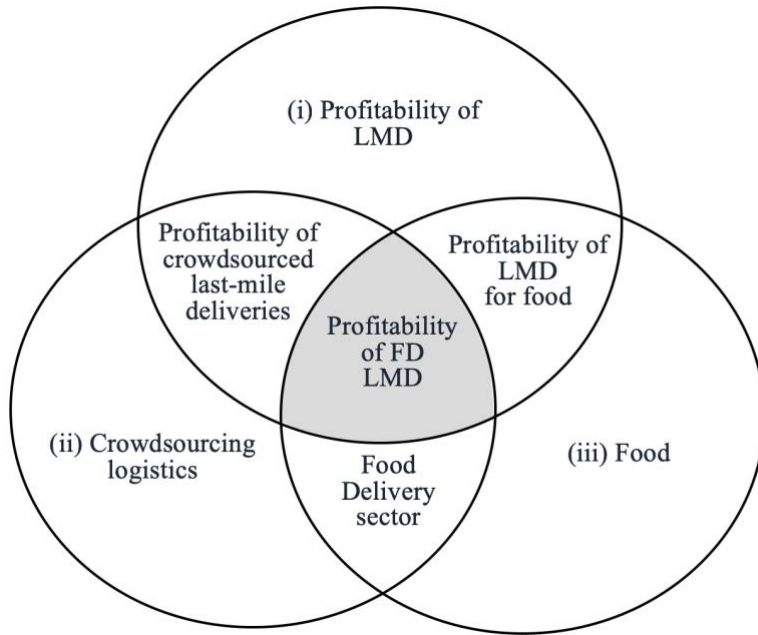 (i) Profitability of
LMD
Profitability of
crowdsourced
last-mile
deliveries
Profitability of
LMD
for food
Profitability
of FD
LMD
(ii) Crowdsourcing
logistics
Food
Delivery
sector
(iii) Food